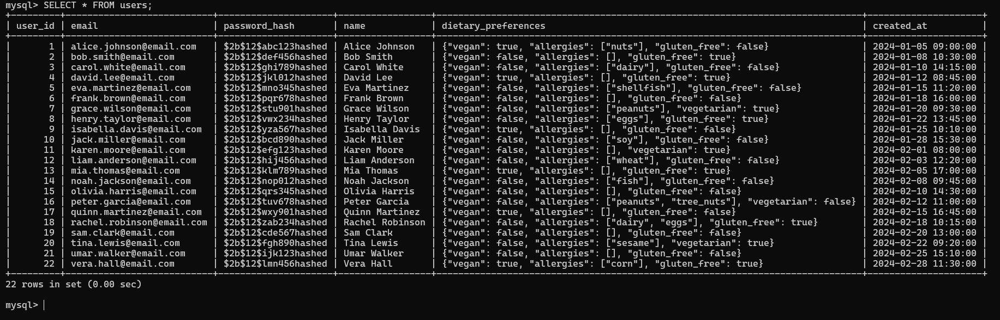 mysql> SELECT * FROM users;
+---------+----------------------------+---------------------+-----------------+------------------------------------------------------------------------------+---------------------+
| user_id | email                      | password_hash       | name            | dietary_preferences                                                          | created_at          |
+---------+----------------------------+---------------------+-----------------+------------------------------------------------------------------------------+---------------------+
|       1 | alice.johnson@email.com    | $2b$12$abc123hashed | Alice Johnson   | {"vegan": true, "allergies": ["nuts"], "gluten_free": false}                 | 2024-01-05 09:00:00 |
|       2 | bob.smith@email.com        | $2b$12$def456hashed | Bob Smith       | {"vegan": false, "allergies": [], "gluten_free": true}                       | 2024-01-08 10:30:00 |
|       3 | carol.white@email.com      | $2b$12$ghi789hashed | Carol White     | {"vegan": false, "allergies": ["dairy"], "gluten_free": false}               | 2024-01-10 14:15:00 |
|       4 | david.lee@email.com        | $2b$12$jkl012hashed | David Lee       | {"vegan": true, "allergies": [], "gluten_free": true}                        | 2024-01-12 08:45:00 |
|       5 | eva.martinez@email.com     | $2b$12$mno345hashed | Eva Martinez    | {"vegan": false, "allergies": ["shellfish"], "gluten_free": false}           | 2024-01-15 11:20:00 |
|       6 | frank.brown@email.com      | $2b$12$pqr678hashed | Frank Brown     | {"vegan": false, "allergies": [], "gluten_free": false}                      | 2024-01-18 16:00:00 |
|       7 | grace.wilson@email.com     | $2b$12$stu901hashed | Grace Wilson    | {"vegan": false, "allergies": ["peanuts"], "vegetarian": true}               | 2024-01-20 09:30:00 |
|       8 | henry.taylor@email.com     | $2b$12$vwx234hashed | Henry Taylor    | {"vegan": false, "allergies": ["eggs"], "gluten_free": true}                 | 2024-01-22 13:45:00 |
|       9 | isabella.davis@email.com   | $2b$12$yza567hashed | Isabella Davis  | {"vegan": true, "allergies": [], "gluten_free": false}                       | 2024-01-25 10:10:00 |
|      10 | jack.miller@email.com      | $2b$12$bcd890hashed | Jack Miller     | {"vegan": false, "allergies": ["soy"], "gluten_free": false}                 | 2024-01-28 15:30:00 |
|      11 | karen.moore@email.com      | $2b$12$efg123hashed | Karen Moore     | {"vegan": false, "allergies": [], "vegetarian": true}                        | 2024-02-01 08:00:00 |
|      12 | liam.anderson@email.com    | $2b$12$hij456hashed | Liam Anderson   | {"vegan": false, "allergies": ["wheat"], "gluten_free": false}               | 2024-02-03 12:20:00 |
|      13 | mia.thomas@email.com       | $2b$12$klm789hashed | Mia Thomas      | {"vegan": true, "allergies": [], "gluten_free": true}                        | 2024-02-05 17:00:00 |
|      14 | noah.jackson@email.com     | $2b$12$nop012hashed | Noah Jackson    | {"vegan": false, "allergies": ["fish"], "gluten_free": false}                | 2024-02-08 09:45:00 |
|      15 | olivia.harris@email.com    | $2b$12$qrs345hashed | Olivia Harris   | {"vegan": false, "allergies": [], "gluten_free": false}                      | 2024-02-10 14:30:00 |
|      16 | peter.garcia@email.com     | $2b$12$tuv678hashed | Peter Garcia    | {"vegan": false, "allergies": ["peanuts", "tree_nuts"], "vegetarian": false} | 2024-02-12 11:00:00 |
|      17 | quinn.martinez@email.com   | $2b$12$wxy901hashed | Quinn Martinez  | {"vegan": true, "allergies": [], "gluten_free": false}                       | 2024-02-15 16:45:00 |
|      18 | rachel.robinson@email.com | $2b$12$zab234hashed | Rachel Robinson | {"vegan": false, "allergies": ["dairy", "eggs"], "gluten_free": true}        | 2024-02-18 10:15:00 |
|      19 | sam.clark@email.com        | $2b$12$cde567hashed | Sam Clark       | {"vegan": false, "allergies": [], "gluten_free": false}                      | 2024-02-20 13:00:00 |
|      20 | tina.lewis@email.com       | $2b$12$fgh890hashed | Tina Lewis      | {"vegan": false, "allergies": ["sesame"], "vegetarian": true}                | 2024-02-22 09:20:00 |
|      21 | umar.walker@email.com      | $2b$12$ijk123hashed | Umar Walker     | {"vegan": false, "allergies": [], "gluten_free": false}                      | 2024-02-25 15:10:00 |
|      22 | vera.hall@email.com        | $2b$12$lmn456hashed | Vera Hall       | {"vegan": true, "allergies": ["corn"], "gluten_free": true}                  | 2024-02-28 11:30:00 |
+---------+----------------------------+---------------------+-----------------+------------------------------------------------------------------------------+---------------------+
22 rows in set (0.00 sec)
mysql>